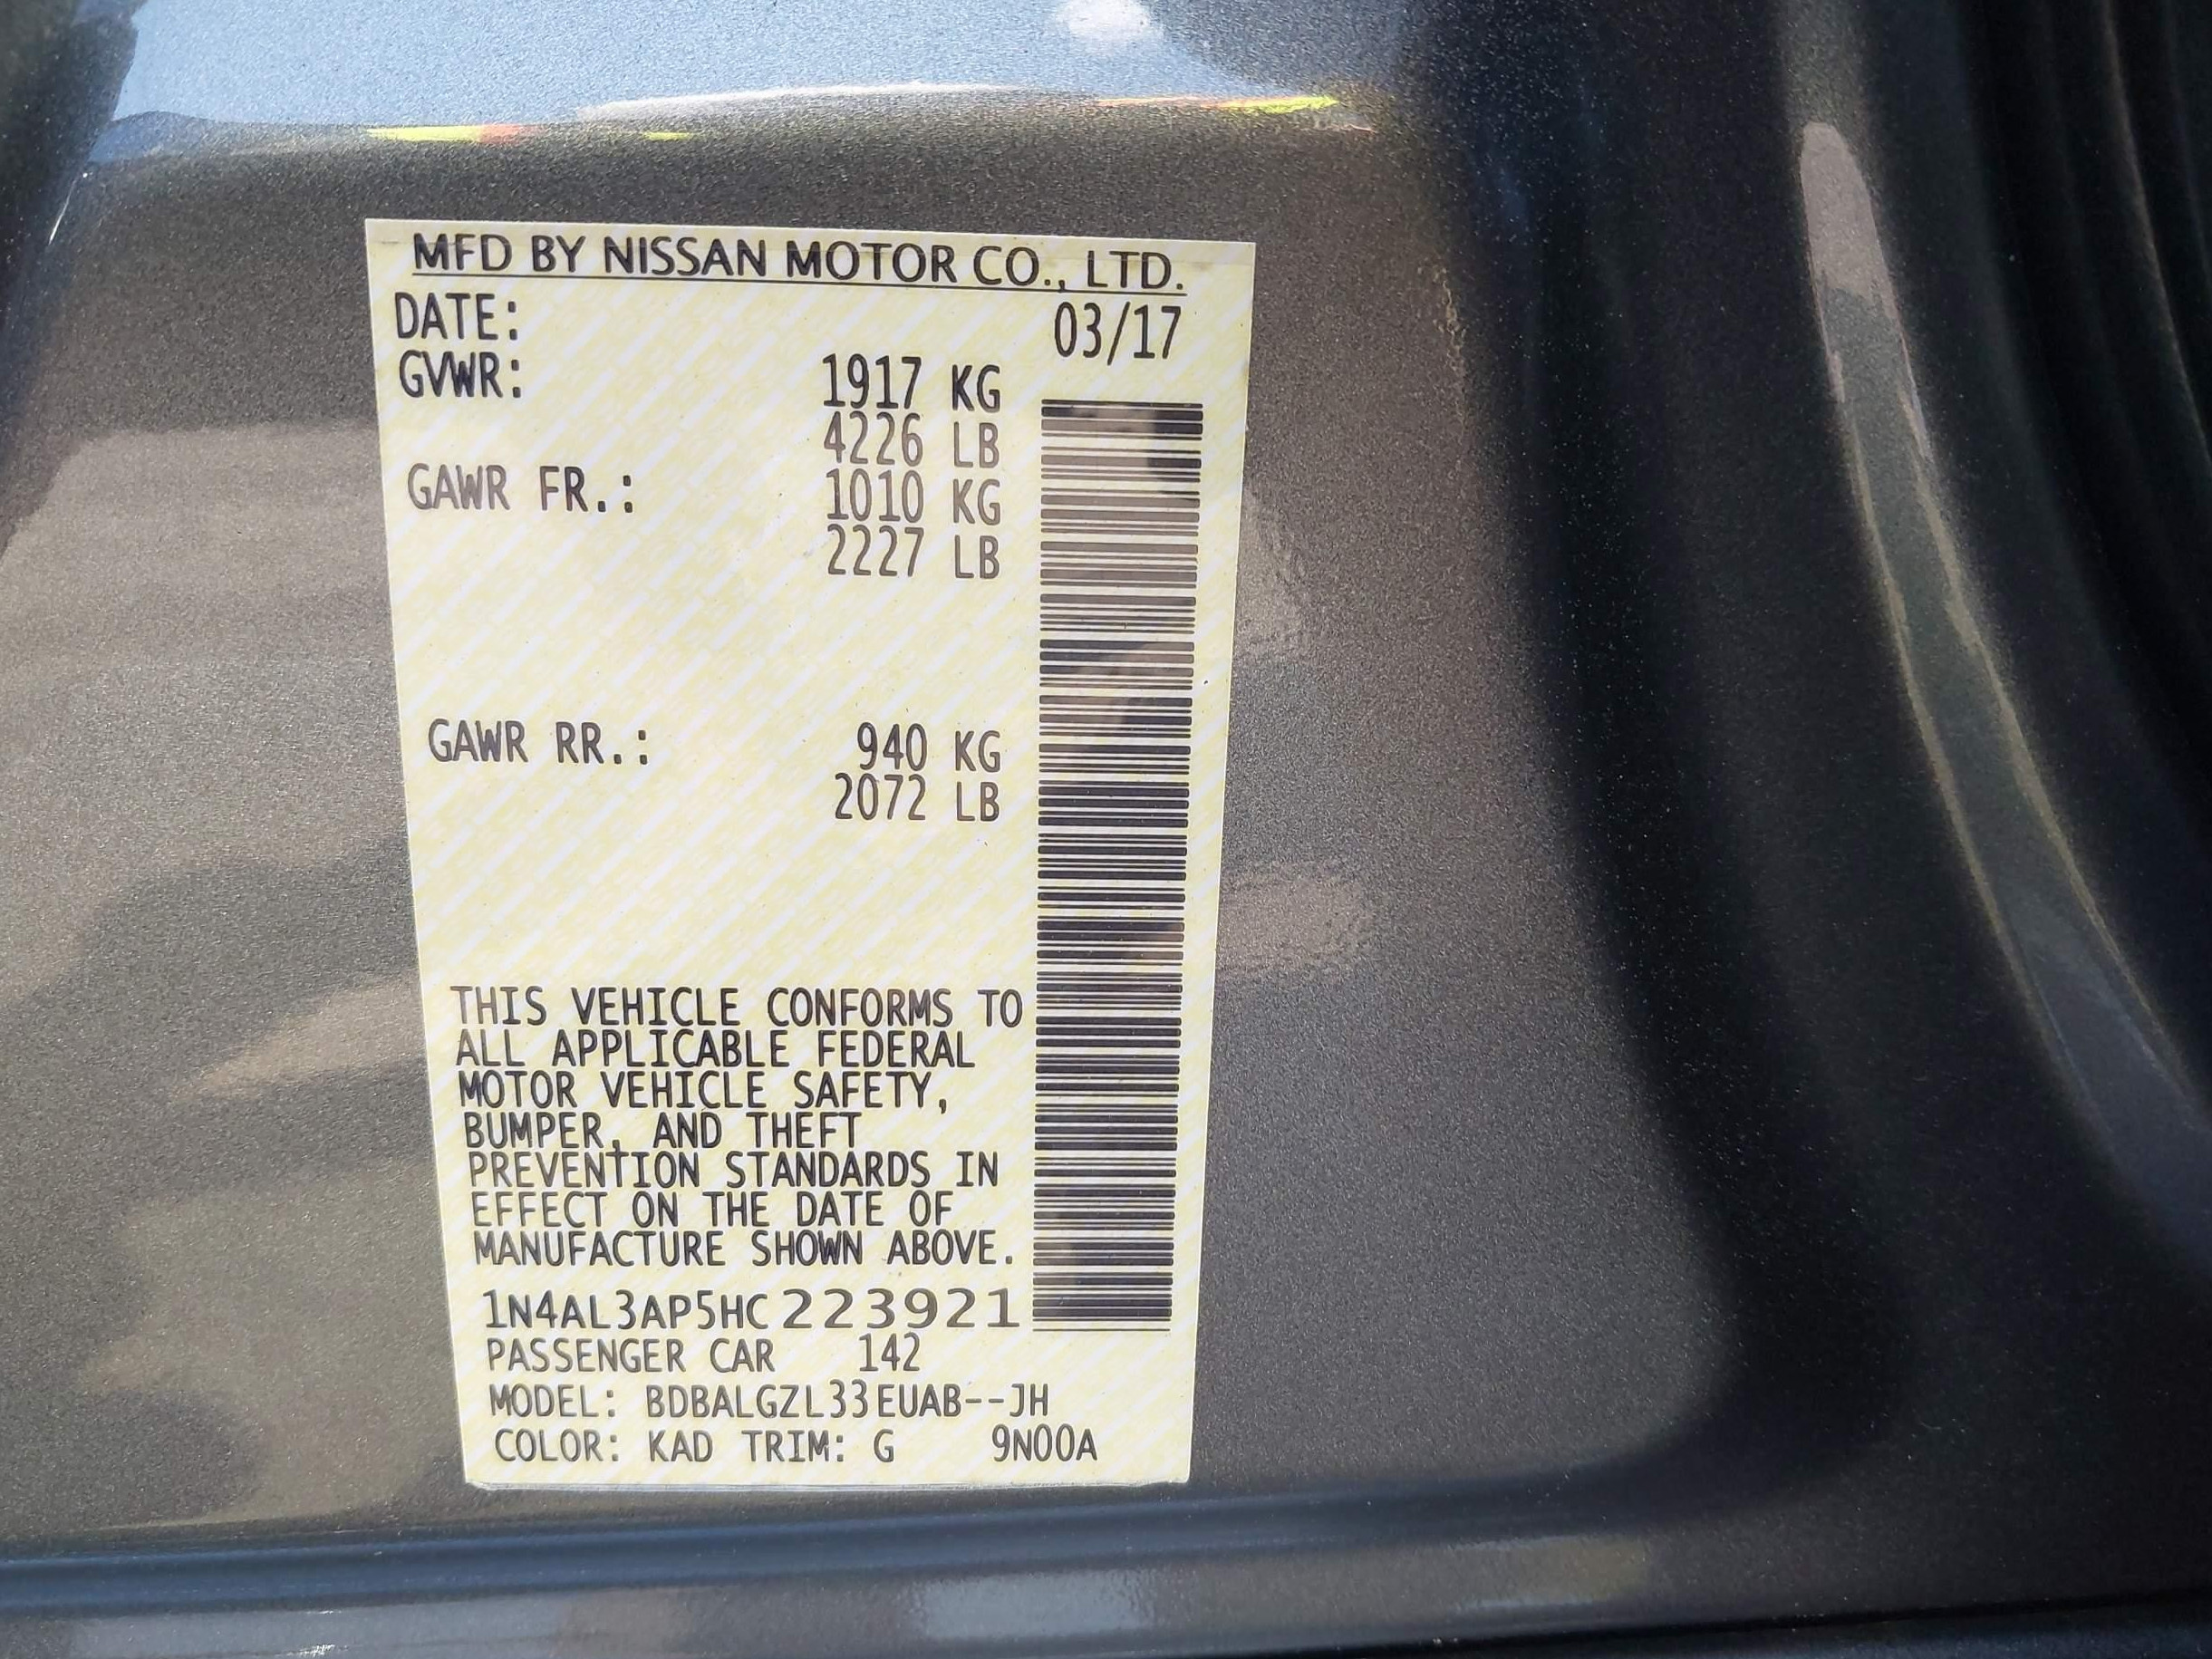 MFD BY NISSAN MOTOR CO., LTD.
DATE: 03/17
GVWR: 1917 KG
4226 LB
GAWR FR.: 1010 KG
2227 LB
GAWR RR.: 940 KG
2072 LB
THIS VEHICLE CONFORMS TO
ALL APPLICABLE FEDERAL
MOTOR VEHICLE SAFETY,
BUMPER, AND THEFT
PREVENTION STANDARDS IN
EFFECT ON THE DATE OF
MANUFACTURE SHOWN ABOVE.
1N4AL3AP5HC223921
PASSENGER CAR 142
MODEL: BDBALGZL33EUAB--JH
COLOR: KAD TRIM: G 9N00A